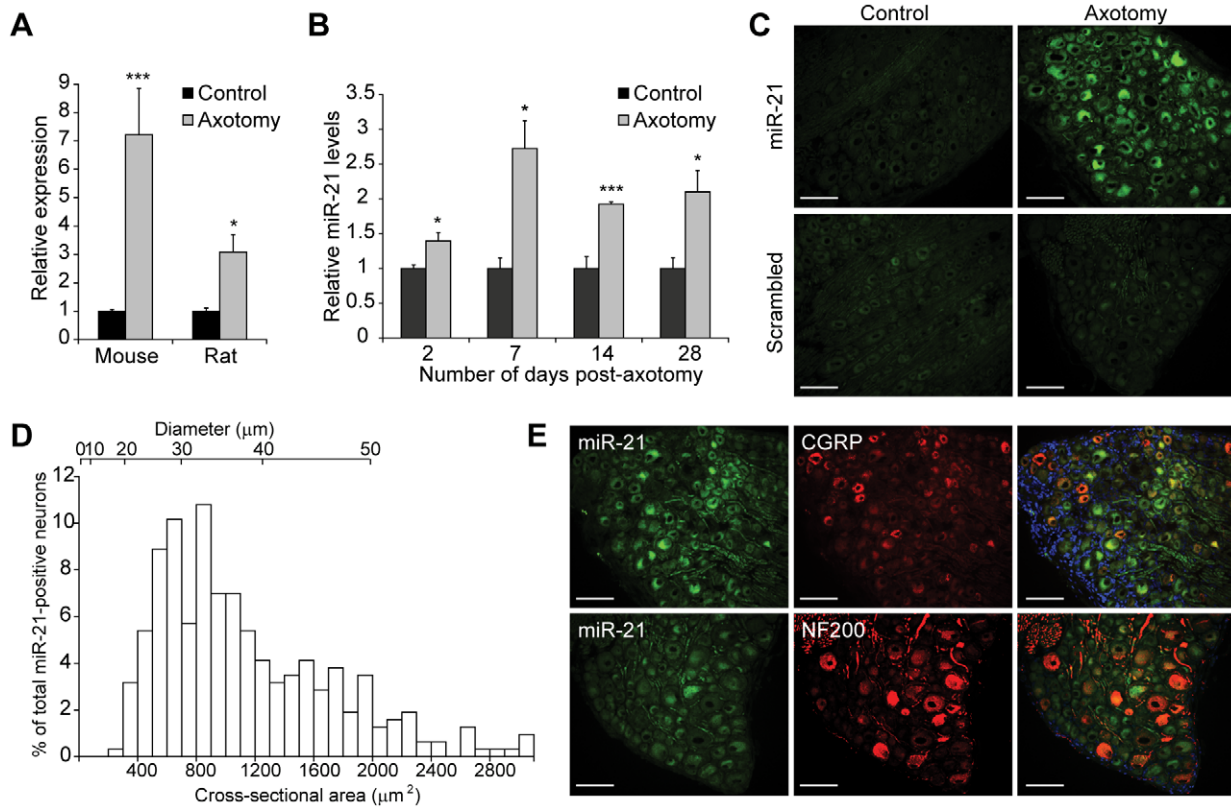 A
Relative expression
9
8
7
6
5
4
3
2
1
0
***
*
Control
Axotomy
Mouse
Rat
B
Relative miR-21 levels
3.5
3
2.5
2
1.5
1
0.5
0
*
*
***
*
Control
Axotomy
2 7 14 28
Number of days post-axotomy
C
Control
Axotomy
miR-21
Scrambled
D
Diameter (μm)
0 10 20 30 40 50
% of total miR-21-positive neurons
12
10
8
6
4
2
0
400 800 1200 1600 2000 2400 2800
Cross-sectional area (μm²)
E
miR-21
CGRP
miR-21
NF200